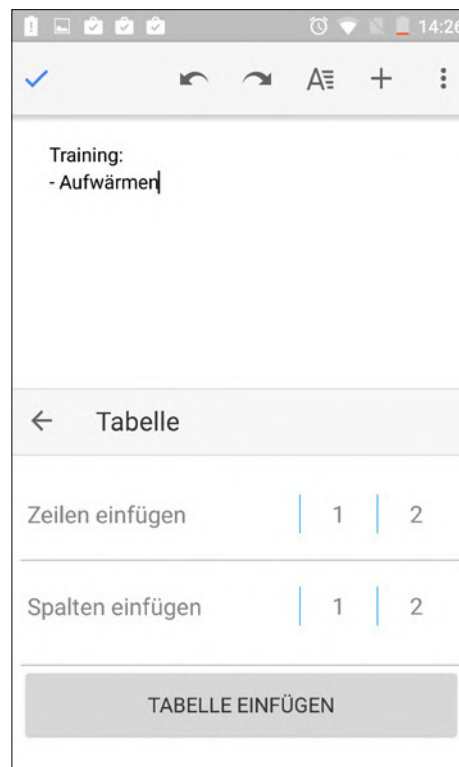 14:26
A
Training:
- Aufwärmen
Tabelle
Zeilen einfügen 1 2
Spalten einfügen 1 2
TABELLE EINFÜGEN